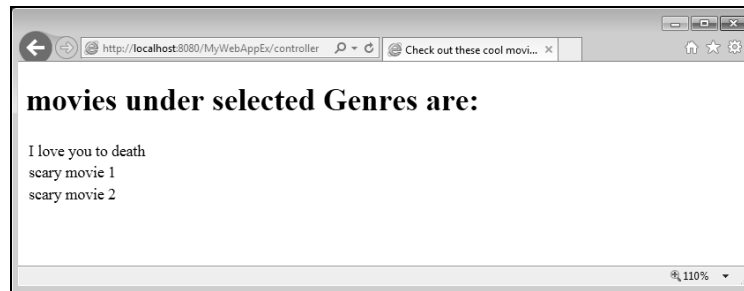 http://localhost:8080/MyWebAppEx/controller
Check out these cool movi...
movies under selected Genres are:
I love you to death
scary movie 1
scary movie 2
110%